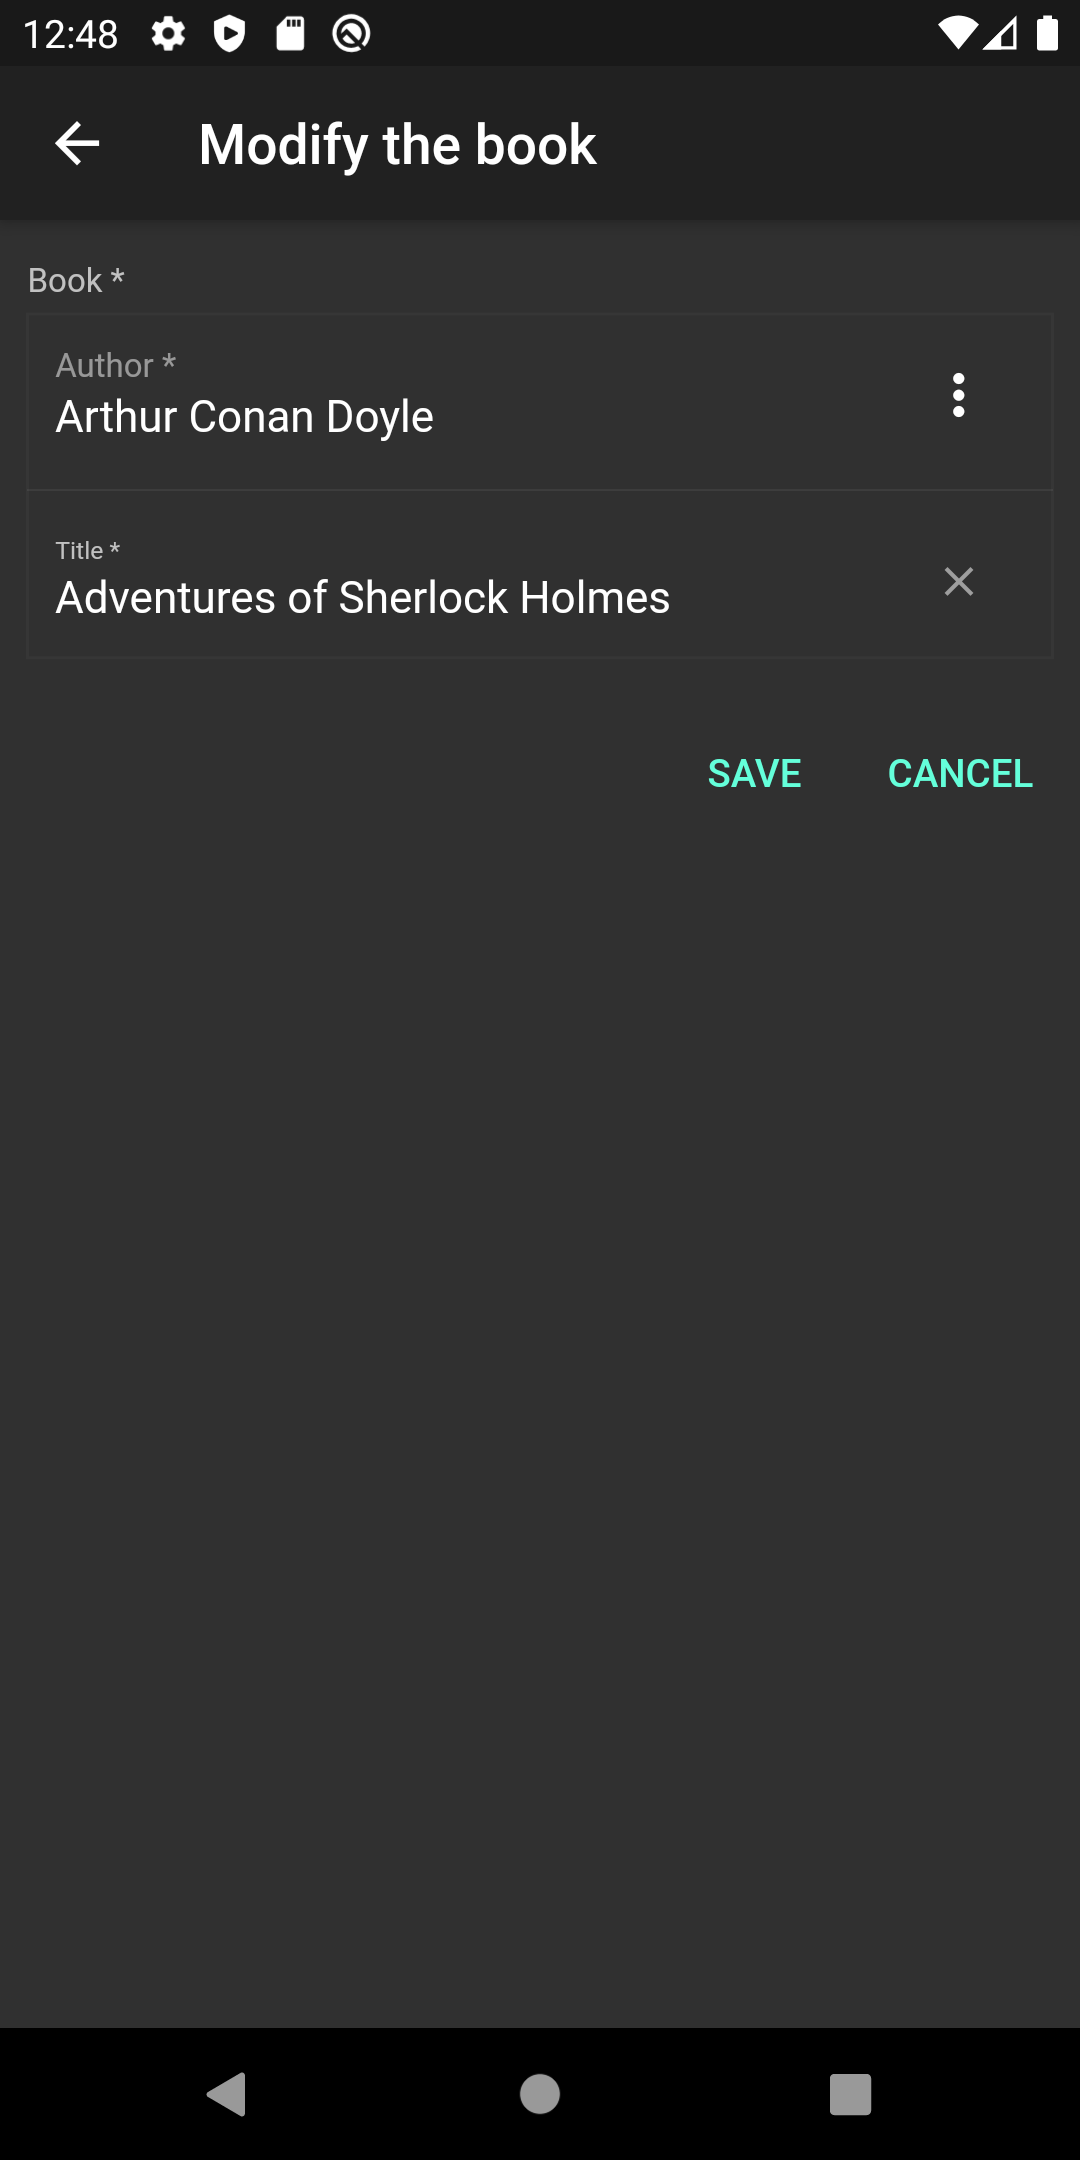 12:48
Modify the book
Book *
Author *
Arthur Conan Doyle
Title *
Adventures of Sherlock Holmes
SAVE CANCEL